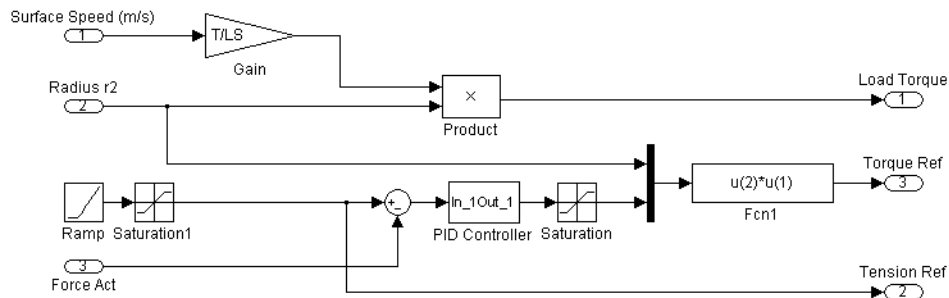 Surface Speed (m/s)
1
T/LS
Gain
Radius r2
2
×
Product
Load Torque
1
Ramp
Saturation1
+
-
In_1Out_1
PID Controller
Saturation
u(2)*u(1)
Fcn1
Torque Ref
3
3
Force Act
Tension Ref
2